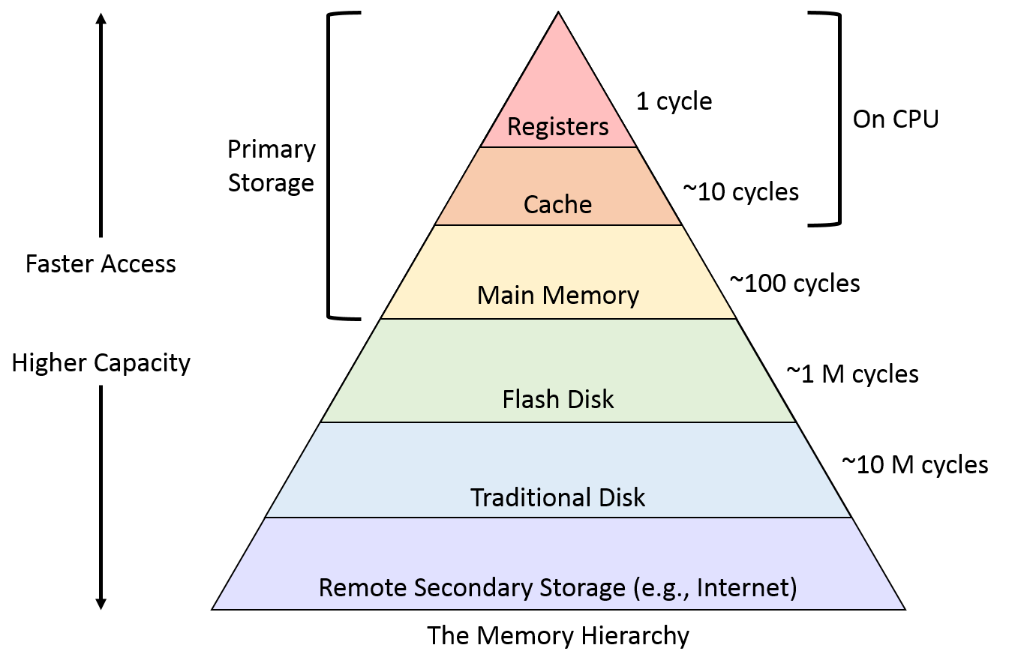 1 cycle
On CPU
Registers
Primary
Storage
~10 cycles
Cache
Faster Access
~100 cycles
Main Memory
Higher Capacity
~1 M cycles
Flash Disk
~10 M cycles
Traditional Disk
Remote Secondary Storage (e.g., Internet)
The Memory Hierarchy